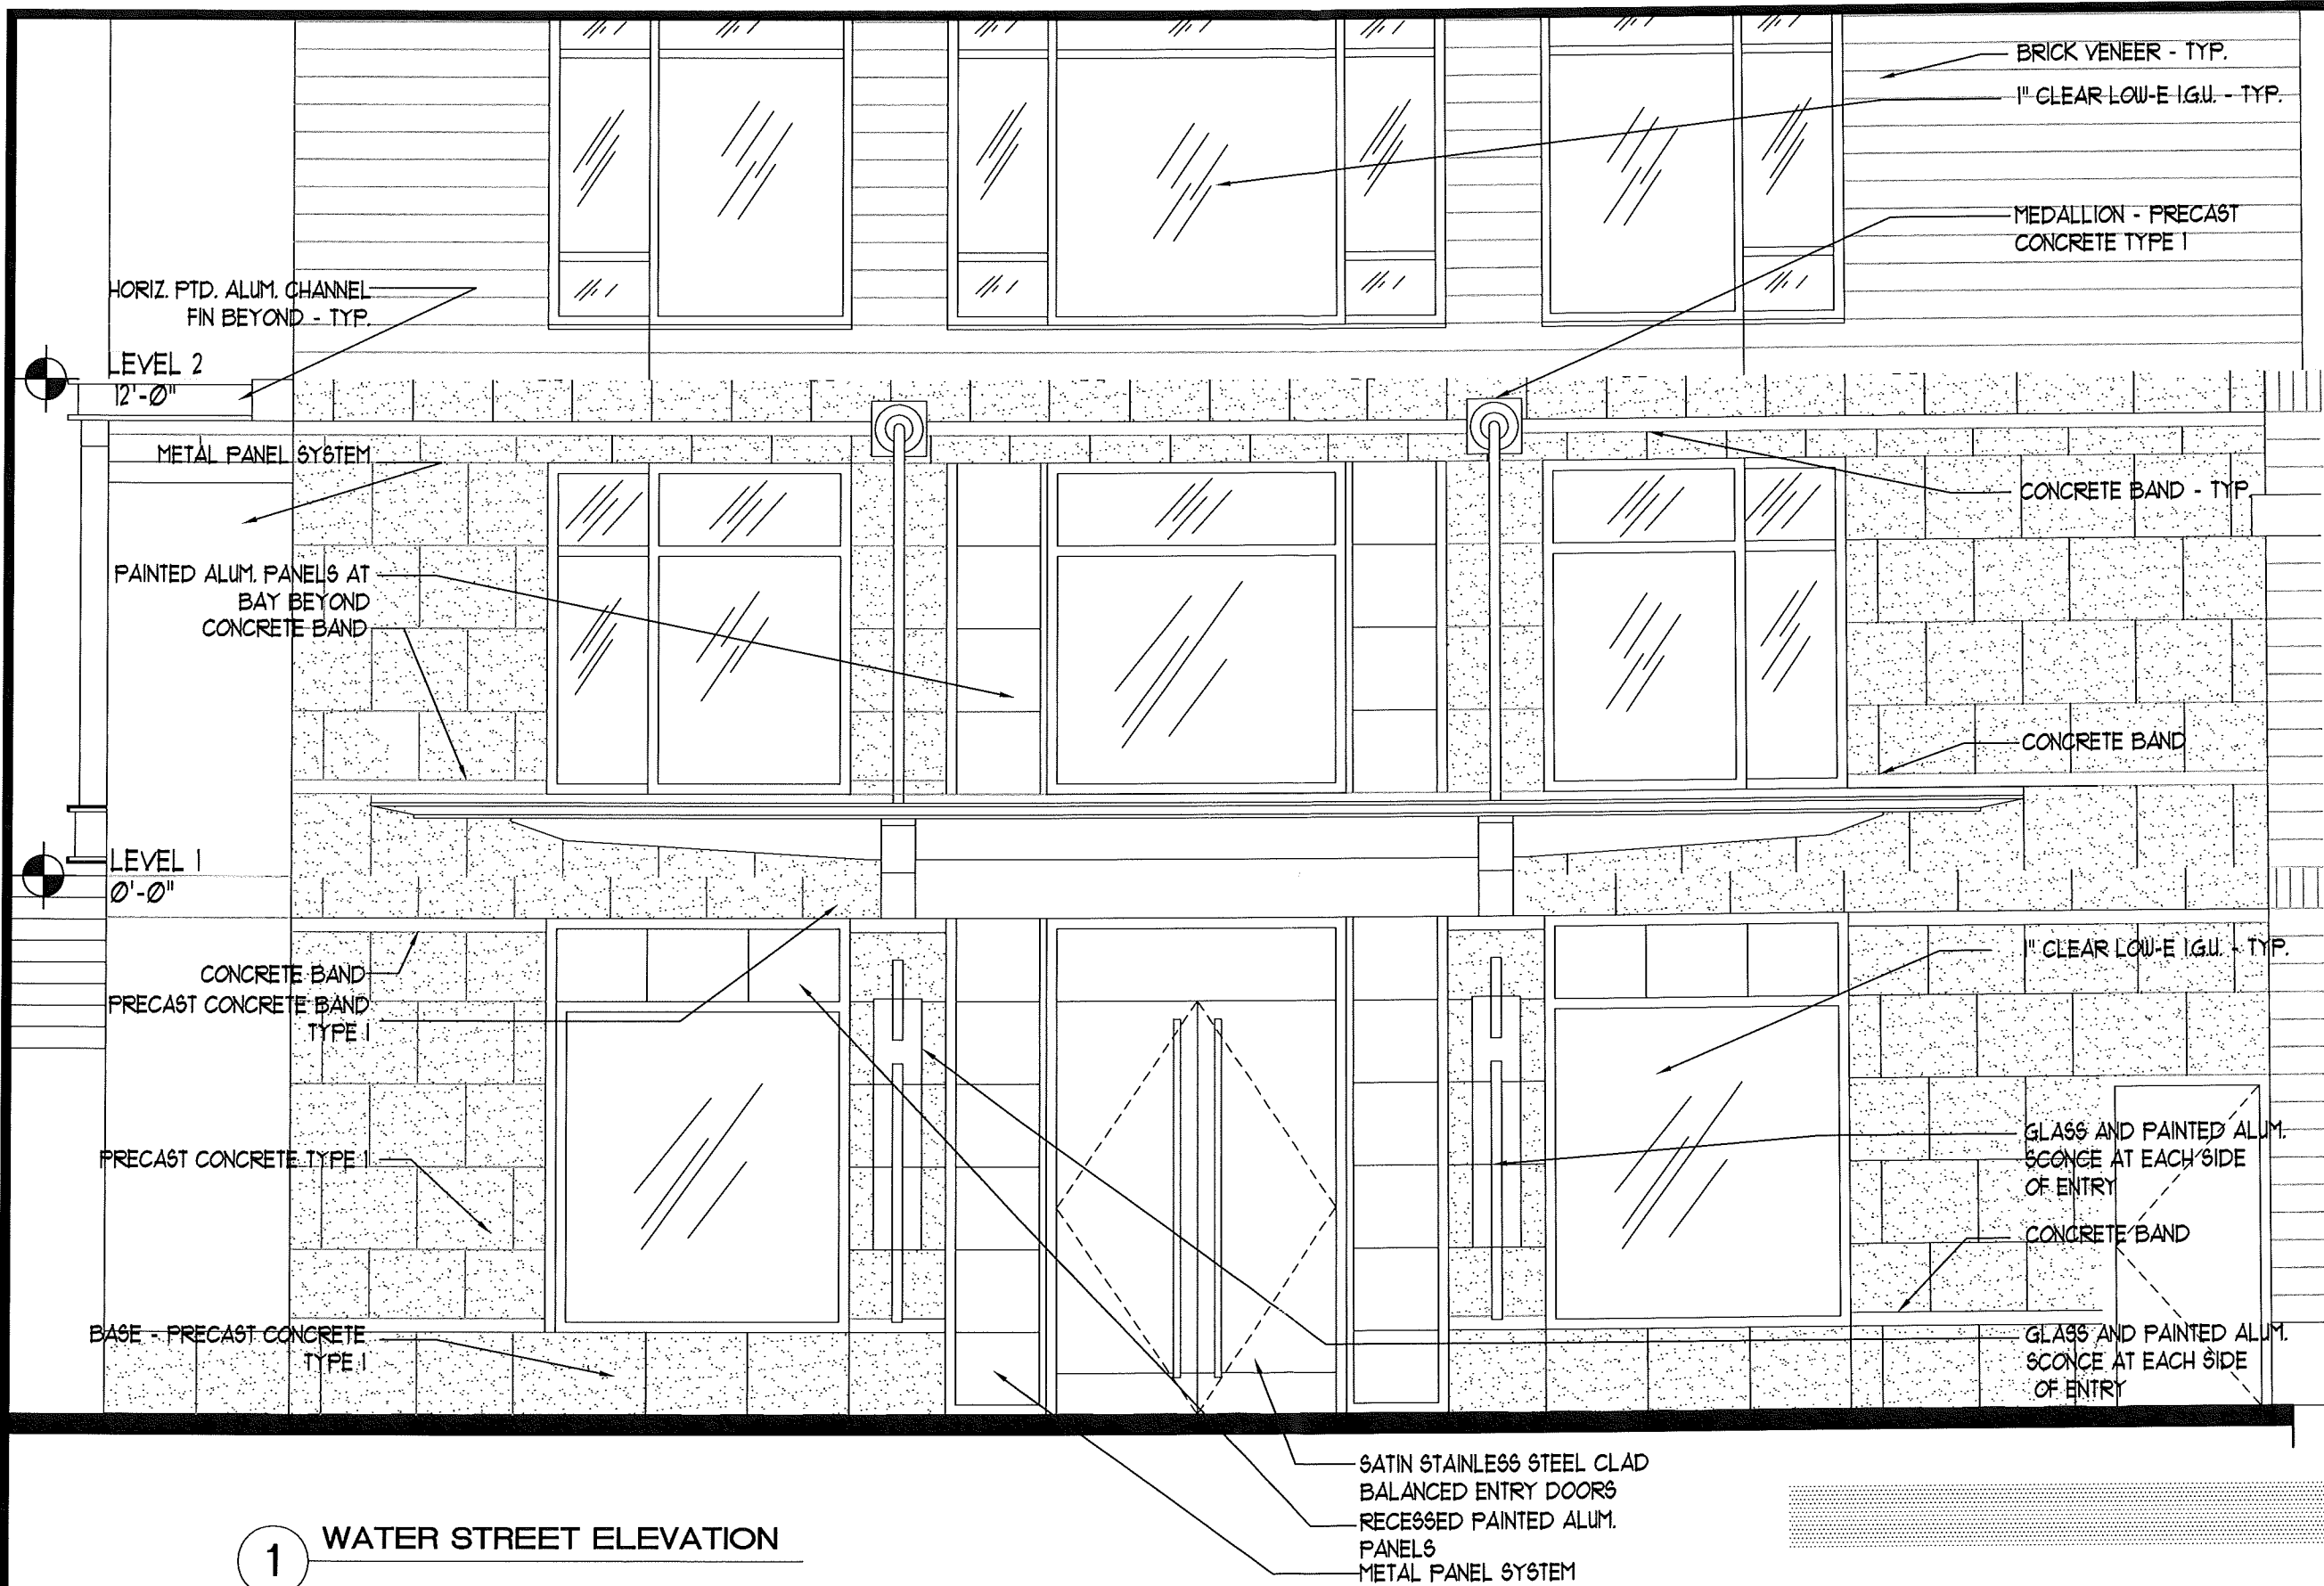 BRICK VENEER - TYP.
1" CLEAR LOW-E I.G.U. - TYP.
MEDALLION - PRECAST
CONCRETE TYPE 1
HORIZ. PTD. ALUM. CHANNEL
FIN BEYOND - TYP.
LEVEL 2
12'-0"
METAL PANEL SYSTEM
CONCRETE BAND - TYP.
PAINTED ALUM. PANELS AT
BAY BEYOND
CONCRETE BAND
CONCRETE BAND
LEVEL 1
0'-0"
CONCRETE BAND
PRECAST CONCRETE BAND
TYPE 1
1" CLEAR LOW-E I.G.U. - TYP.
PRECAST CONCRETE TYPE 1
GLASS AND PAINTED ALUM.
SCONCE AT EACH SIDE
OF ENTRY
CONCRETE BAND
BASE - PRECAST CONCRETE
TYPE 1
GLASS AND PAINTED ALUM.
SCONCE AT EACH SIDE
OF ENTRY
SATIN STAINLESS STEEL CLAD
BALANCED ENTRY DOORS
RECESSED PAINTED ALUM.
PANELS
METAL PANEL SYSTEM
1 WATER STREET ELEVATION